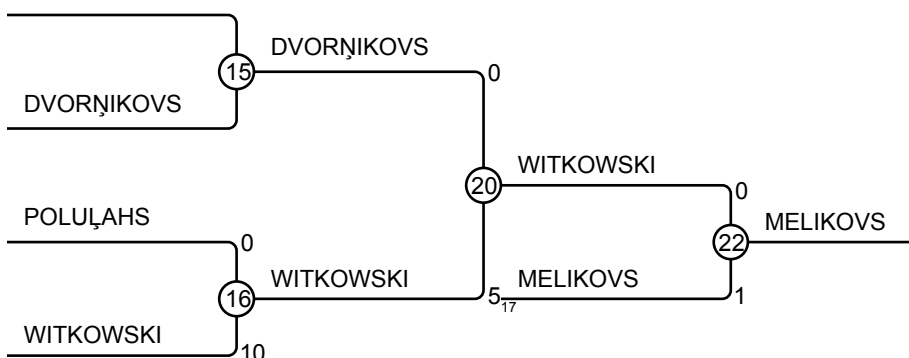 DVORŅIKOVS
15
0
DVORŅIKOVS
WITKOWSKI
20
0
POLUĻAHS
MELIKOVS
22
0
WITKOWSKI
MELIKOVS
16
5
17
1
WITKOWSKI
10